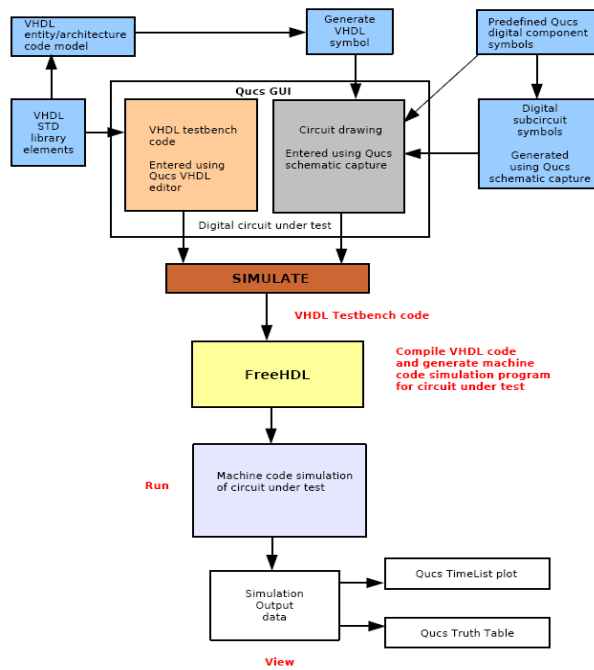 VHDL
entity/architecture
code model
Generate
VHDL
symbol
Predefined Qucs
digital component
symbols
Qucs GUI
VHDL
STD
library
elements
VHDL testbench
code
Entered using
Qucs VHDL
editor
Circuit drawing
Entered using Qucs
schematic capture
Digital
subcircuit
symbols
Generated
using Qucs
schematic capture
Digital circuit under test
SIMULATE
VHDL Testbench code
FreeHDL
Compile VHDL code
and generate machine
code simulation program
for circuit under test
Run
Machine code simulation
of circuit under test
Simulation
Output
data
Qucs TimeList plot
Qucs Truth Table
View